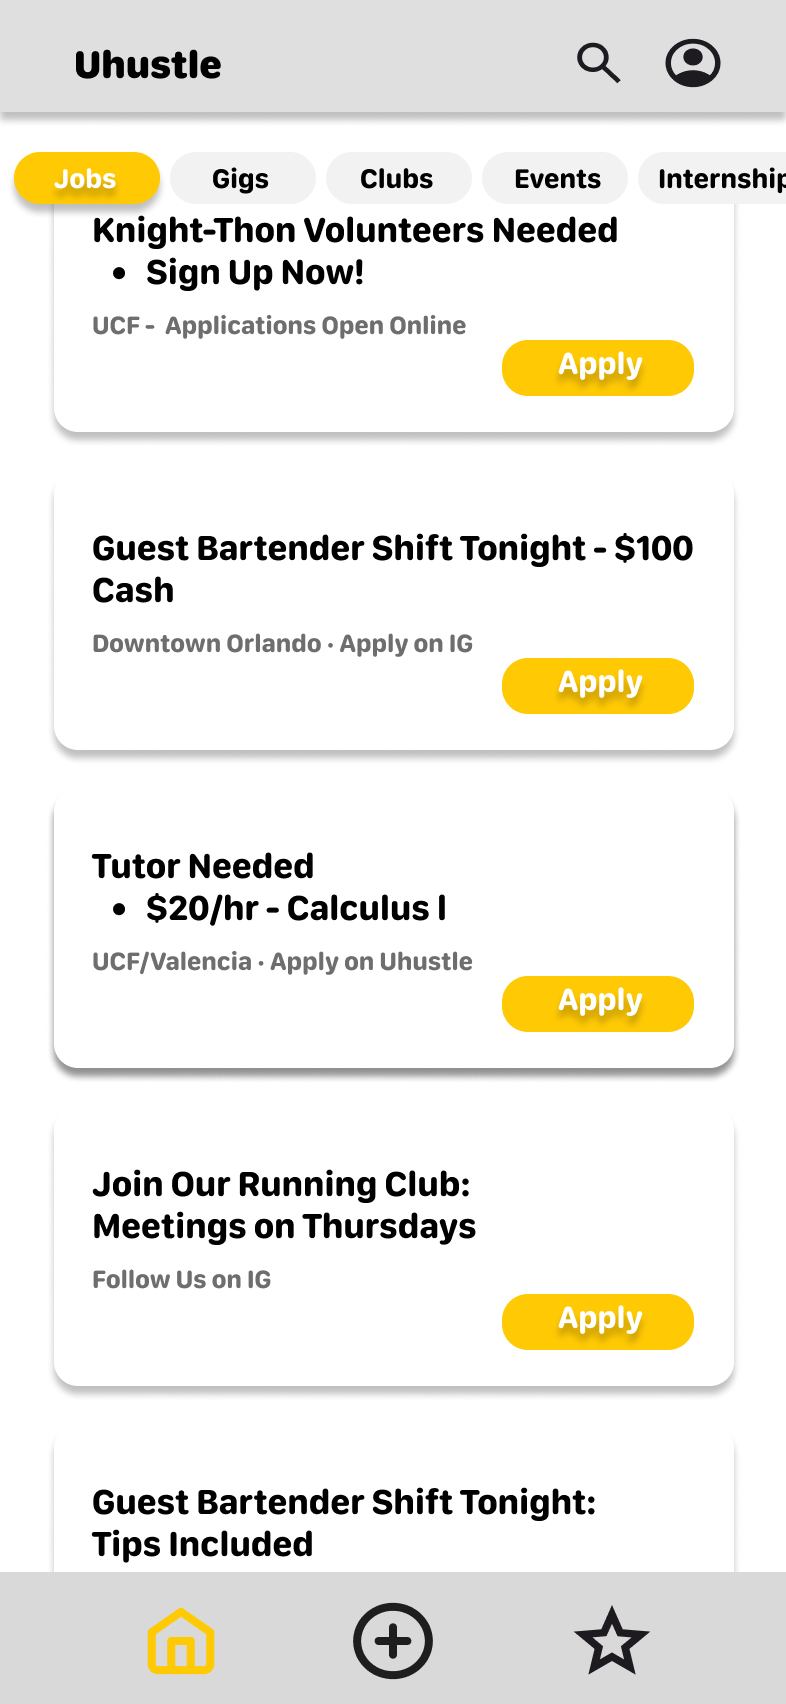 Uhustle
Jobs
Gigs
Clubs
Events
Internship
Knight-Thon Volunteers Needed
• Sign Up Now!
UCF - Applications Open Online
Apply
Guest Bartender Shift Tonight - $100
Cash
Downtown Orlando · Apply on IG
Apply
Tutor Needed
• $20/hr - Calculus l
UCF/Valencia · Apply on Uhustle
Apply
Join Our Running Club:
Meetings on Thursdays
Follow Us on IG
Apply
Guest Bartender Shift Tonight:
Tips Included